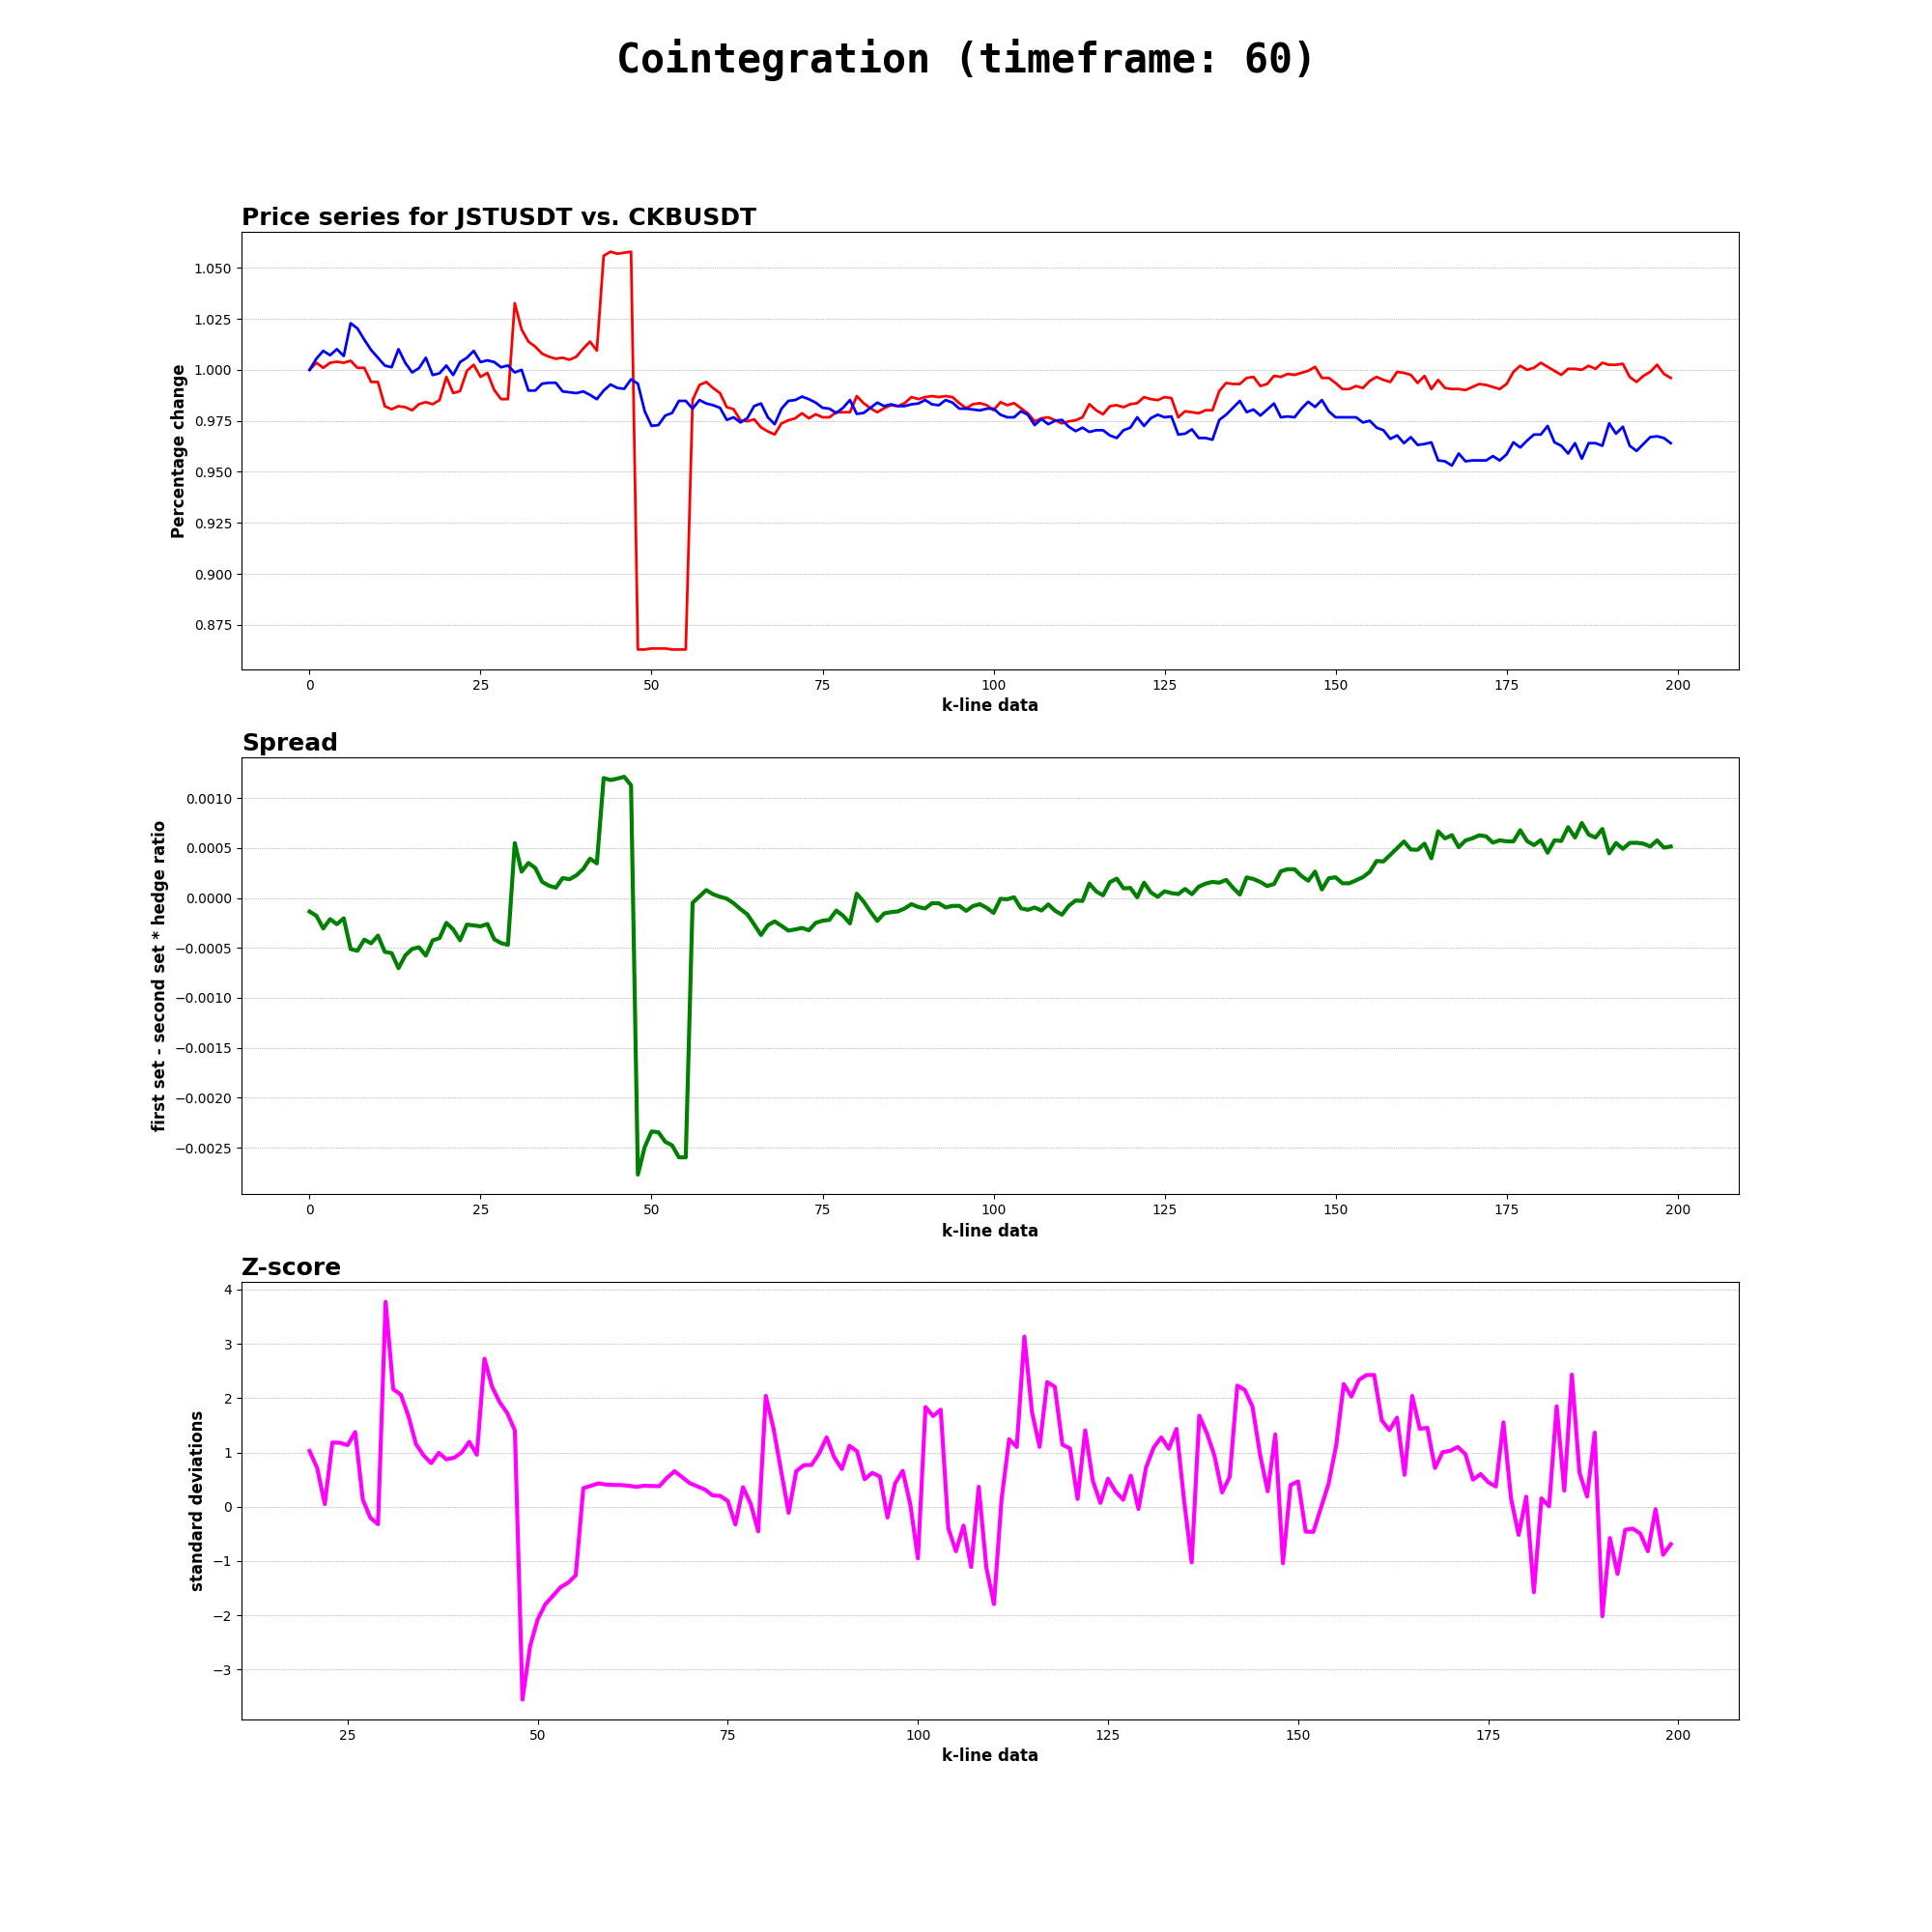 Cointegration (timeframe: 60)
Price series for JSTUSDT vs. CKBUSDT
Percentage change
1.050
1.025
1.000
0.975
0.950
0.925
0.900
0.875
0 25 50 75 100 125 150 175 200
k-line data
Spread
first set - second set * hedge ratio
0.0010
0.0005
0.0000
−0.0005
−0.0010
−0.0015
−0.0020
−0.0025
0 25 50 75 100 125 150 175 200
k-line data
Z-score
standard deviations
4
3
2
1
0
−1
−2
−3
25 50 75 100 125 150 175 200
k-line data